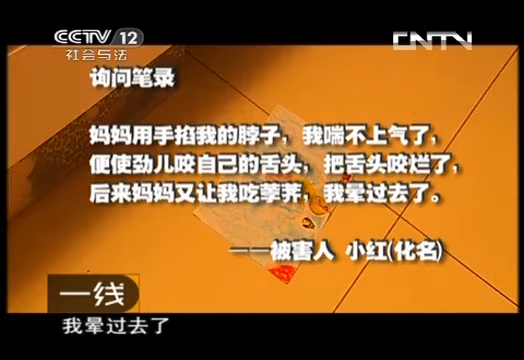 CCTV 12
社会与法
CNTV
询问笔录
妈妈用手掐我的脖子，我喘不上气了，
便使劲儿咬自己的舌头，把舌头咬烂了，
后来妈妈又让我吃荸荠，我晕过去了。
——被害人 小红(化名)
一线
我晕过去了